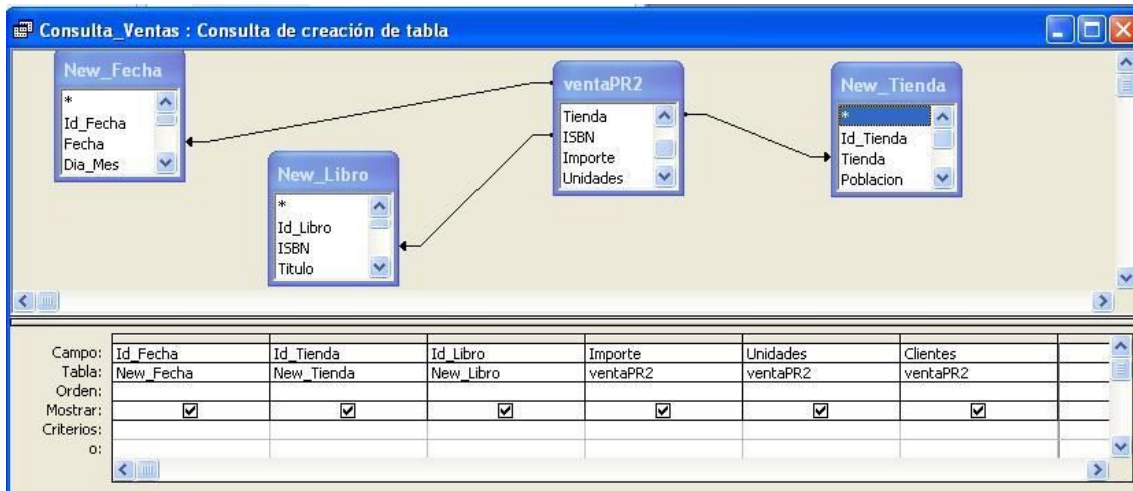 Consulta_Ventas : Consulta de creación de tabla
New_Fecha
*
Id_Fecha
Fecha
Dia_Mes
New_Libro
*
Id_Libro
ISBN
Titulo
ventaPR2
Tienda
ISBN
Importe
Unidades
New_Tienda
*
Id_Tienda
Tienda
Poblacion
Campo: Id_Fecha Id_Tienda Id_Libro Importe Unidades Clientes
Tabla: New_Fecha New_Tienda New_Libro ventaPR2 ventaPR2 ventaPR2
Orden:
Mostrar:
Criterios:
o: